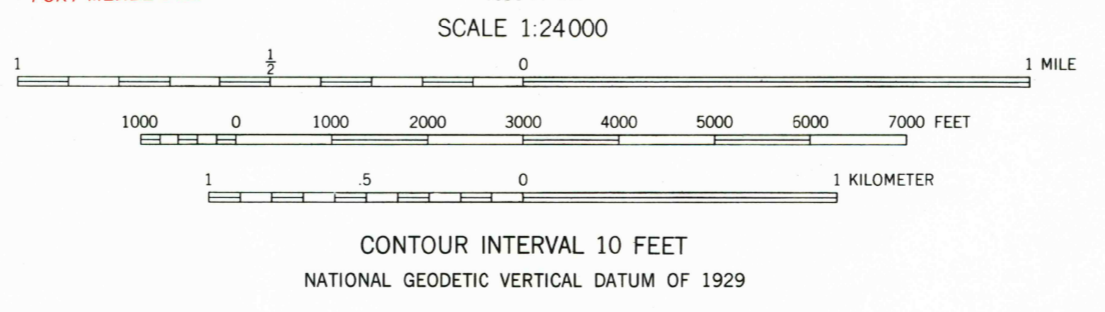 SCALE 1:24000
1 1/2 0 1 MILE
1000 0 1000 2000 3000 4000 5000 6000 7000 FEET
1 .5 0 1 KILOMETER
CONTOUR INTERVAL 10 FEET
NATIONAL GEODETIC VERTICAL DATUM OF 1929